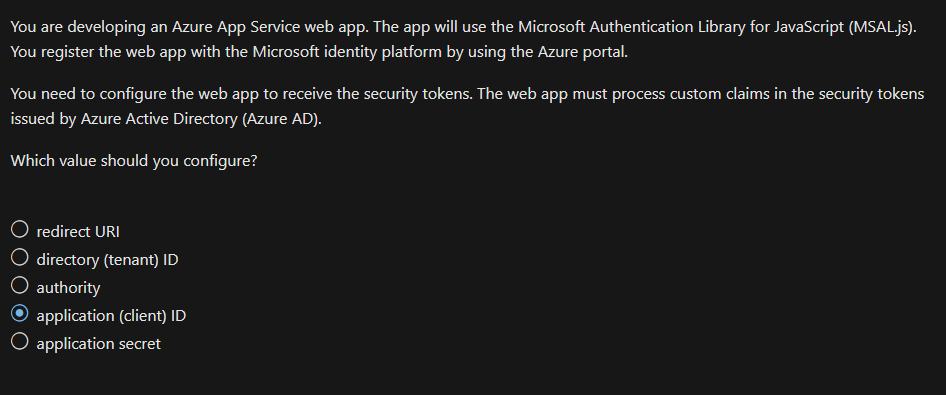 You are developing an Azure App Service web app. The app will use the Microsoft Authentication Library for JavaScript (MSAL.js).
You register the web app with the Microsoft identity platform by using the Azure portal.
You need to configure the web app to receive the security tokens. The web app must process custom claims in the security tokens
issued by Azure Active Directory (Azure AD).
Which value should you configure?
redirect URI
directory (tenant) ID
authority
application (client) ID
application secret